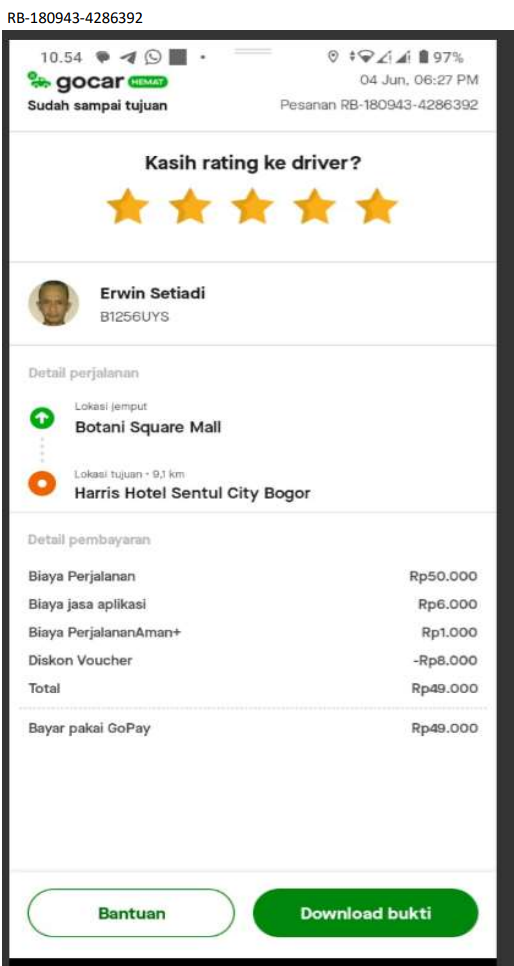 RB-180943-4286392
10.54 97%
gocar HEMAT 04 Jun, 06:27 PM
Sudah sampai tujuan Pesanan RB-180943-4286392
Kasih rating ke driver?
Erwin Setiadi
B1256UYS
Detail perjalanan
Lokasi jemput
Botani Square Mall
Lokasi tujuan • 9,1 km
Harris Hotel Sentul City Bogor
Detail pembayaran
Biaya Perjalanan Rp50.000
Biaya jasa aplikasi Rp6.000
Biaya PerjalananAman+ Rp1.000
Diskon Voucher -Rp8.000
Total Rp49.000
Bayar pakai GoPay Rp49.000
Bantuan Download bukti